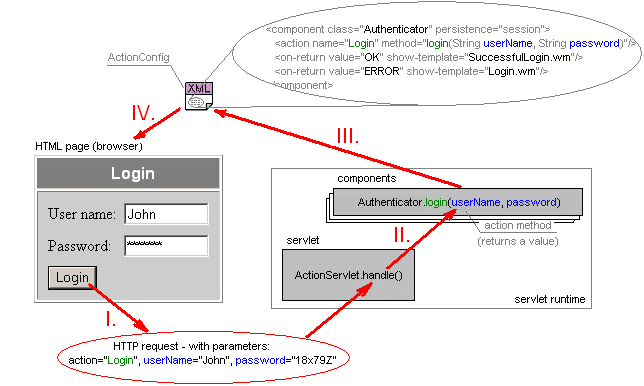 <component class="Authenticator" persistence="session">
<action name="Login" method="login(String userName, String password)"/>
<on-return value="OK" show-template="SuccessfulLogin.wm"/>
<on-return value="ERROR" show-template="Login.wm"/>
</component>
ActionConfig
XML
IV.
III.
HTML page (browser)
Login
User name: John
Password: ********
Login
components
Authenticator.login(userName, password)
action method
(returns a value)
II.
servlet
ActionServlet.handle()
servlet runtime
I.
HTTP request - with parameters:
action="Login", userName="John", password="18x79Z"